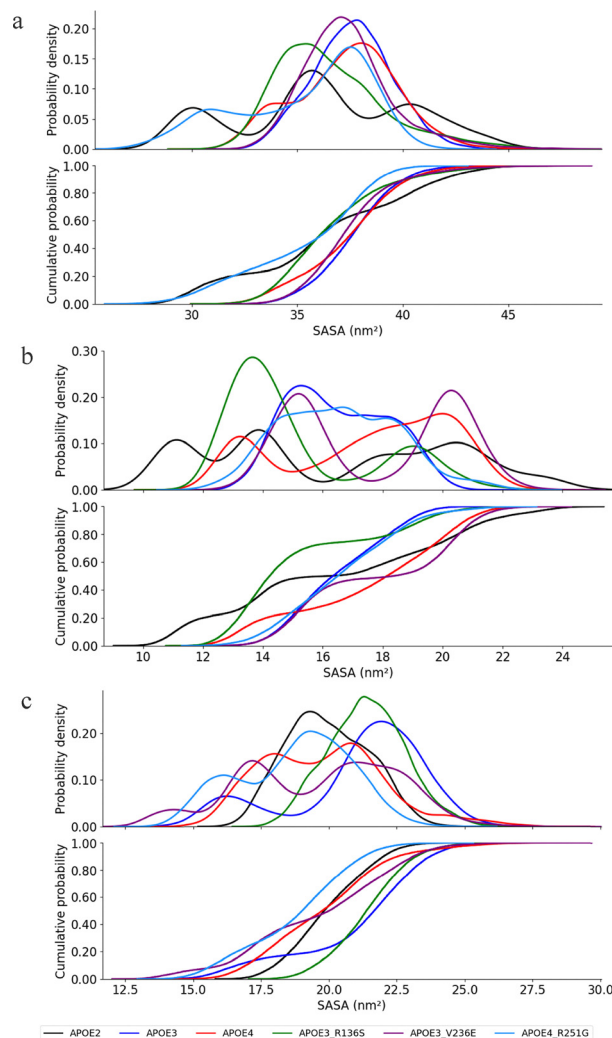 a
Probability density
0.20
0.15
0.10
0.05
0.00
Cumulative probability
1.00
0.80
0.60
0.40
0.20
0.00
30 35 40 45
SASA (nm²)
b
Probability density
0.30
0.20
0.10
0.00
Cumulative probability
1.00
0.80
0.60
0.40
0.20
0.00
10 12 14 16 18 20 22 24
SASA (nm²)
c
Probability density
0.20
0.10
0.00
Cumulative probability
1.00
0.80
0.60
0.40
0.20
0.00
12.5 15.0 17.5 20.0 22.5 25.0 27.5 30.0
SASA (nm²)
APOE2 APOE3 APOE4 APOE3_R136S APOE3_V236E APOE4_R251G